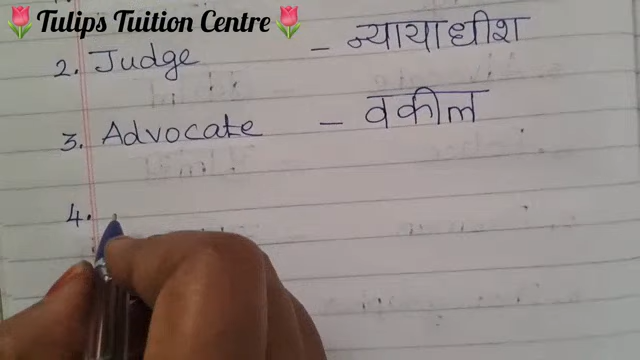 🌷Tulips Tuition Centre🌷
2. Judge - न्यायाधीश
3. Advocate - वकील
4.